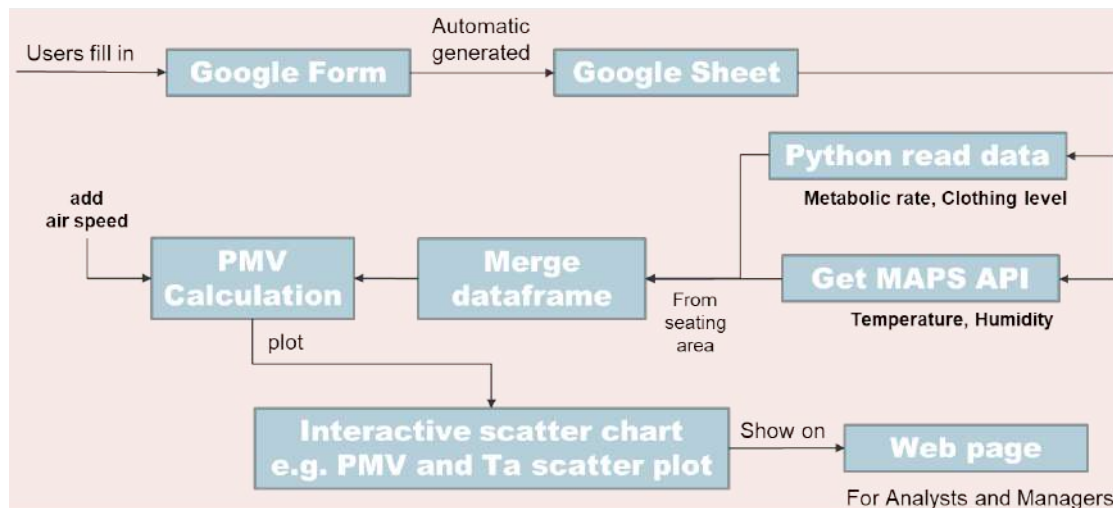 Users fill in
Google Form
Automatic
generated
Google Sheet
Python read data
Metabolic rate, Clothing level
add
air speed
PMV
Calculation
Merge
dataframe
From
seating
area
Get MAPS API
Temperature, Humidity
plot
Interactive scatter chart
e.g. PMV and Ta scatter plot
Show on
Web page
For Analysts and Managers